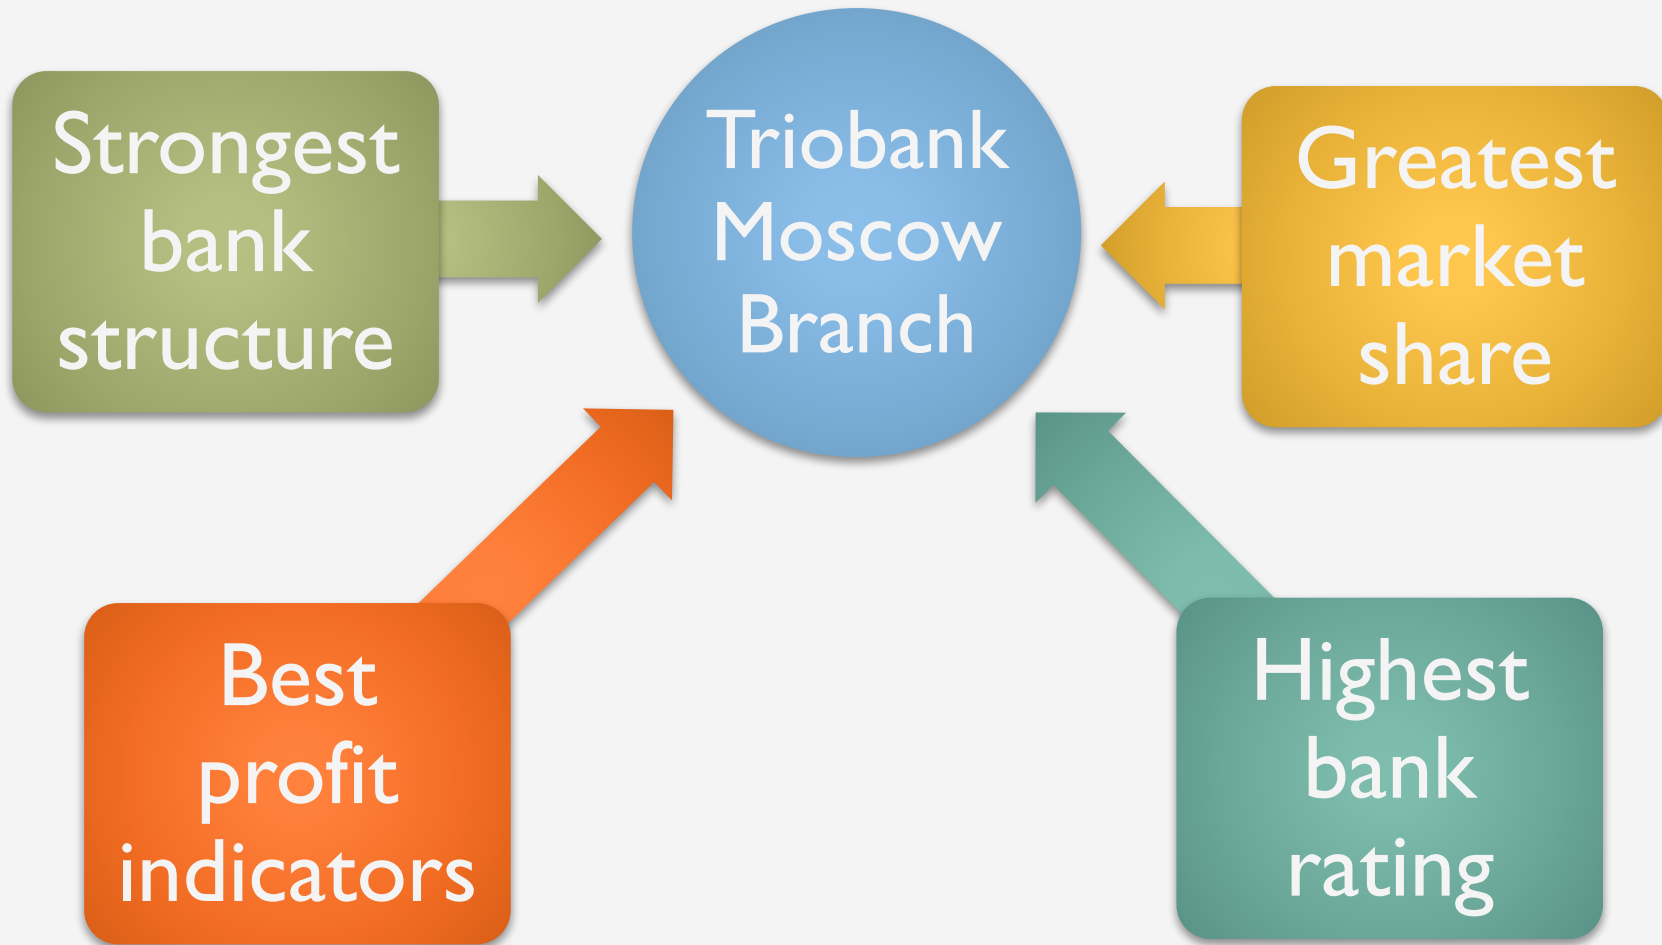 Strongest
bank
structure
Triobank
Moscow
Branch
Greatest
market
share
Best
profit
indicators
Highest
bank
rating